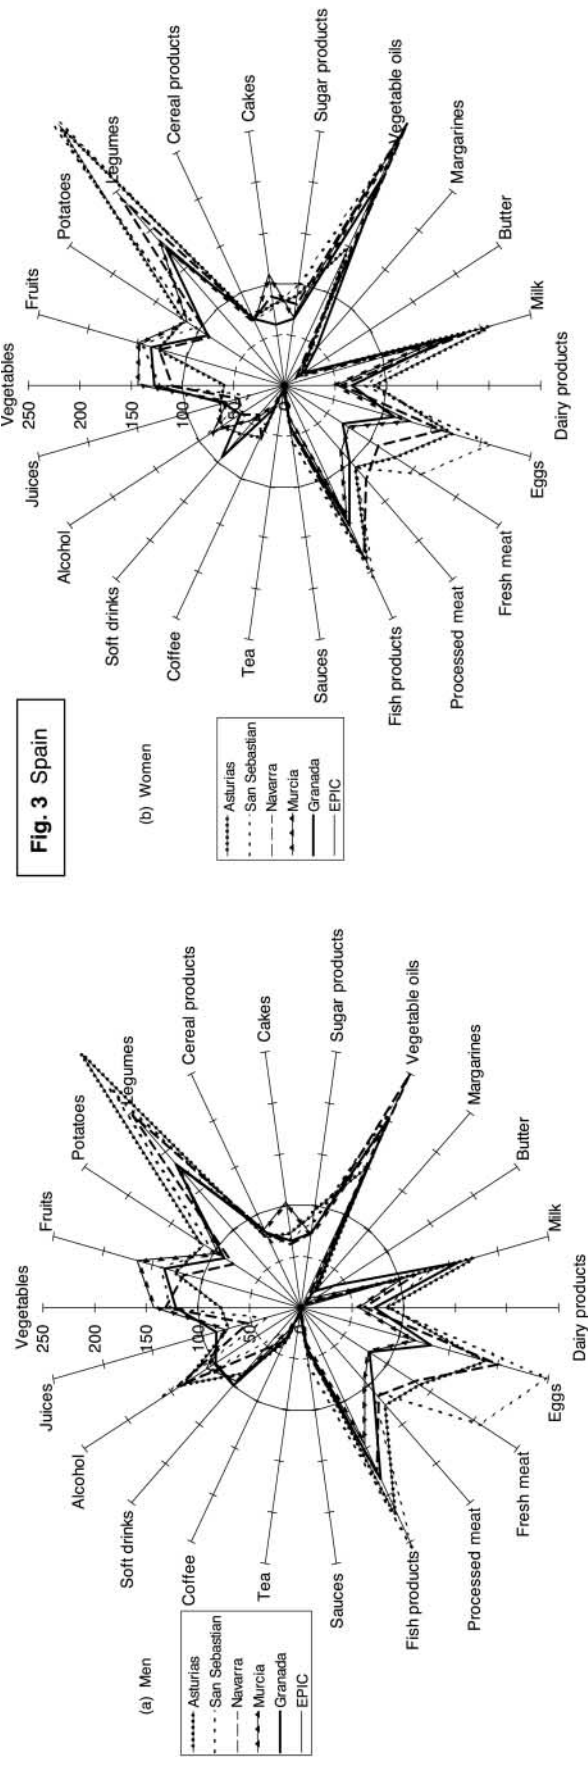 Fig. 3 Spain
(a) Men
Asturias
San Sebastian
Navarra
Murcia
Granada
EPIC
Vegetables
250
200
150
100
50
0
Fruits
Potatoes
Legumes
Cereal products
Cakes
Sugar products
Vegetable oils
Margarines
Butter
Milk
Dairy products
Eggs
Fresh meat
Processed meat
Fish products
Sauces
Tea
Coffee
Soft drinks
Alcohol
Juices
(b) Women
Asturias
San Sebastian
Navarra
Murcia
Granada
EPIC
Vegetables
250
200
150
100
50
0
Fruits
Potatoes
Legumes
Cereal products
Cakes
Sugar products
Vegetable oils
Margarines
Butter
Milk
Dairy products
Eggs
Fresh meat
Processed meat
Fish products
Sauces
Tea
Coffee
Soft drinks
Alcohol
Juices